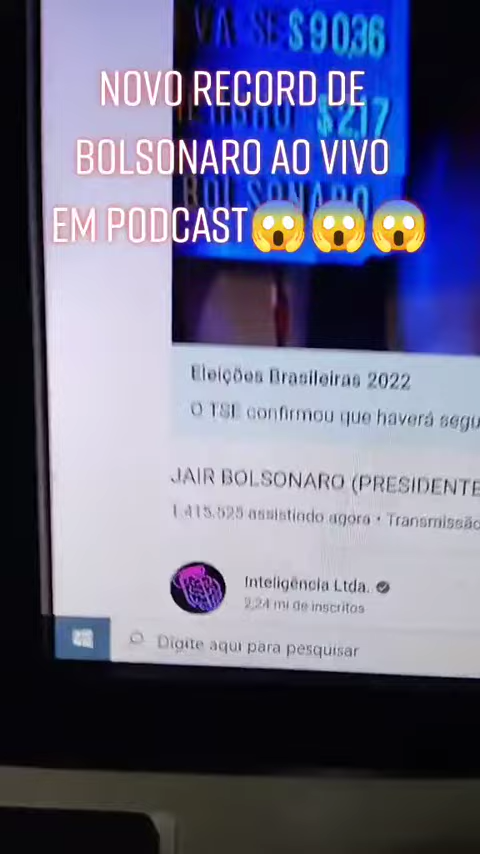 VA SE $90,36
NOVO RECORD DE
$2,17
BOLSONARO AO VIVO
BOLSONARO
EM PODCAST😱😱😱
Eleições Brasileiras 2022
O TSE confirmou que haverá segu
JAIR BOLSONARO (PRESIDENTE
1.415.525 assistindo agora • Transmissão
Inteligência Ltda.
2,24 mi de inscritos
Digite aqui para pesquisar